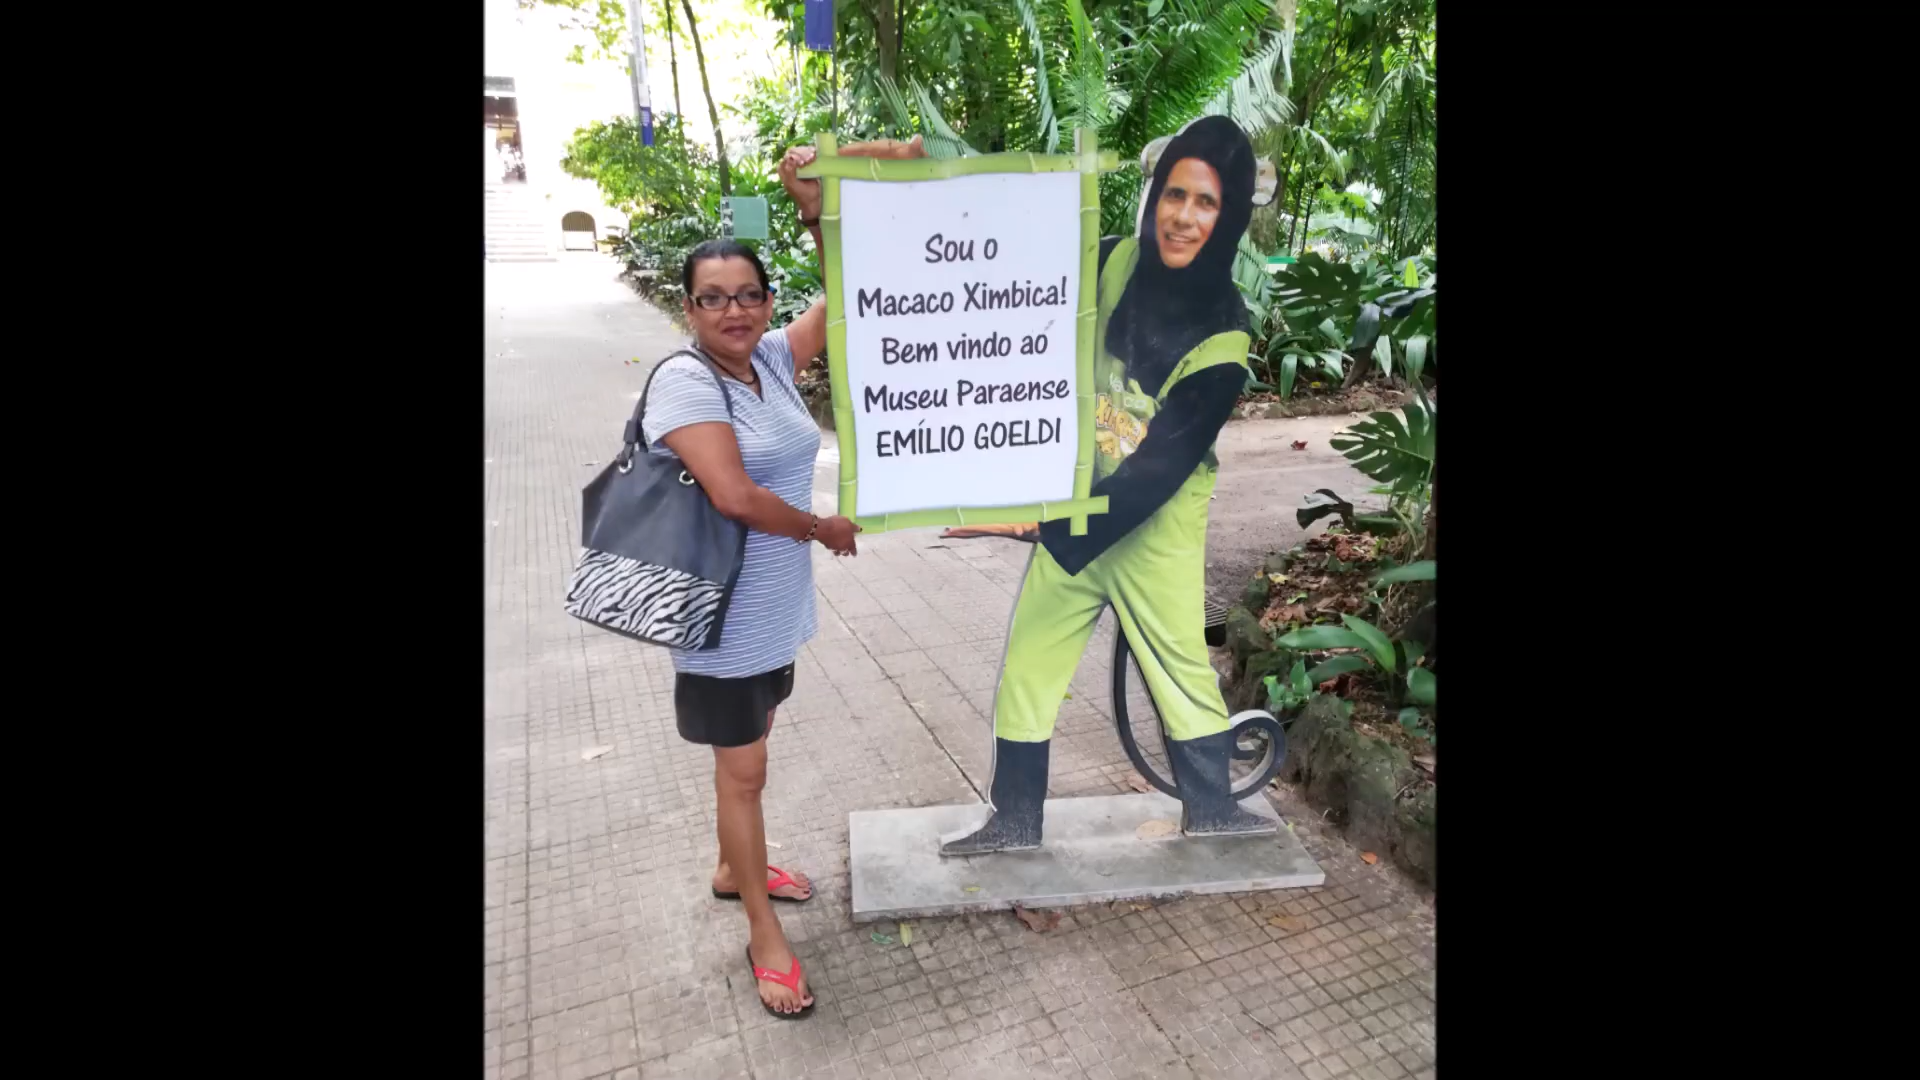 Sou o
Macaco Ximbica!
Bem vindo ao
Museu Paraense
EMÍLIO GOELDI